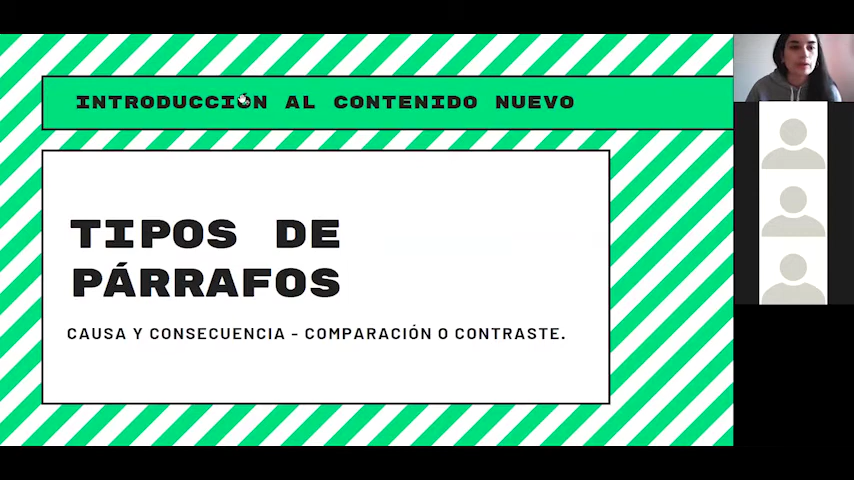 INTRODUCCIÓN AL CONTENIDO NUEVO
TIPOS DE
PÁRRAFOS
CAUSA Y CONSECUENCIA - COMPARACIÓN O CONTRASTE.